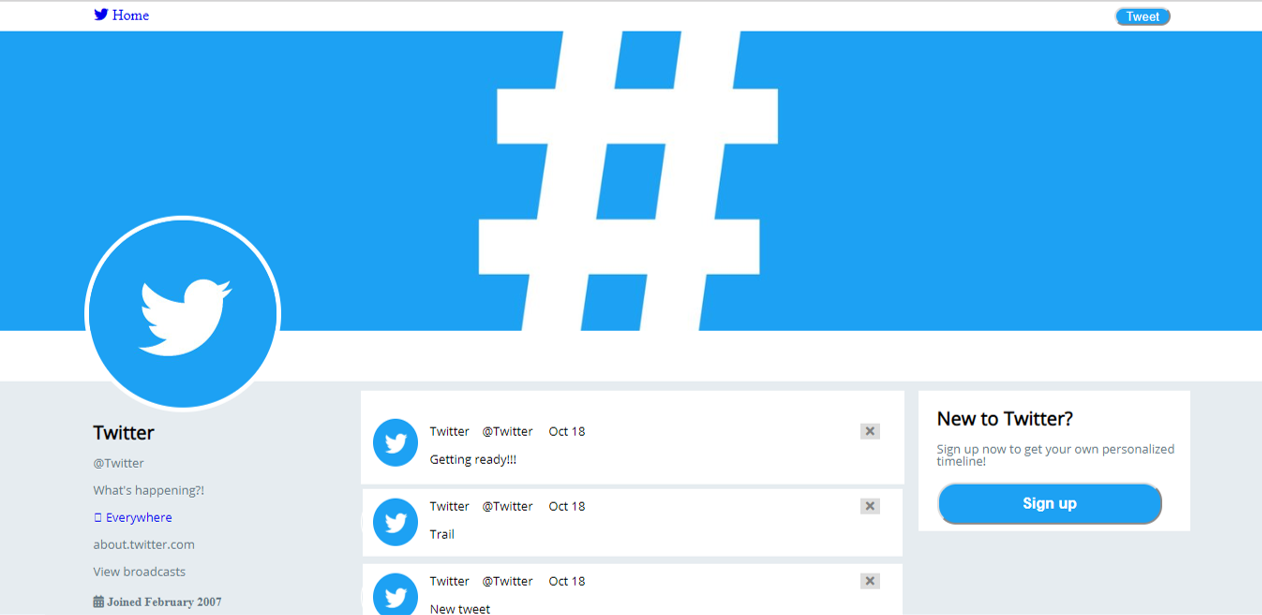 Home
Tweet
#
Twitter
@Twitter
What's happening?!
Everywhere
about.twitter.com
View broadcasts
Joined February 2007
Twitter @Twitter Oct 18
Getting ready!!!
Twitter @Twitter Oct 18
Trail
Twitter @Twitter Oct 18
New tweet
New to Twitter?
Sign up now to get your own personalized
timeline!
Sign up